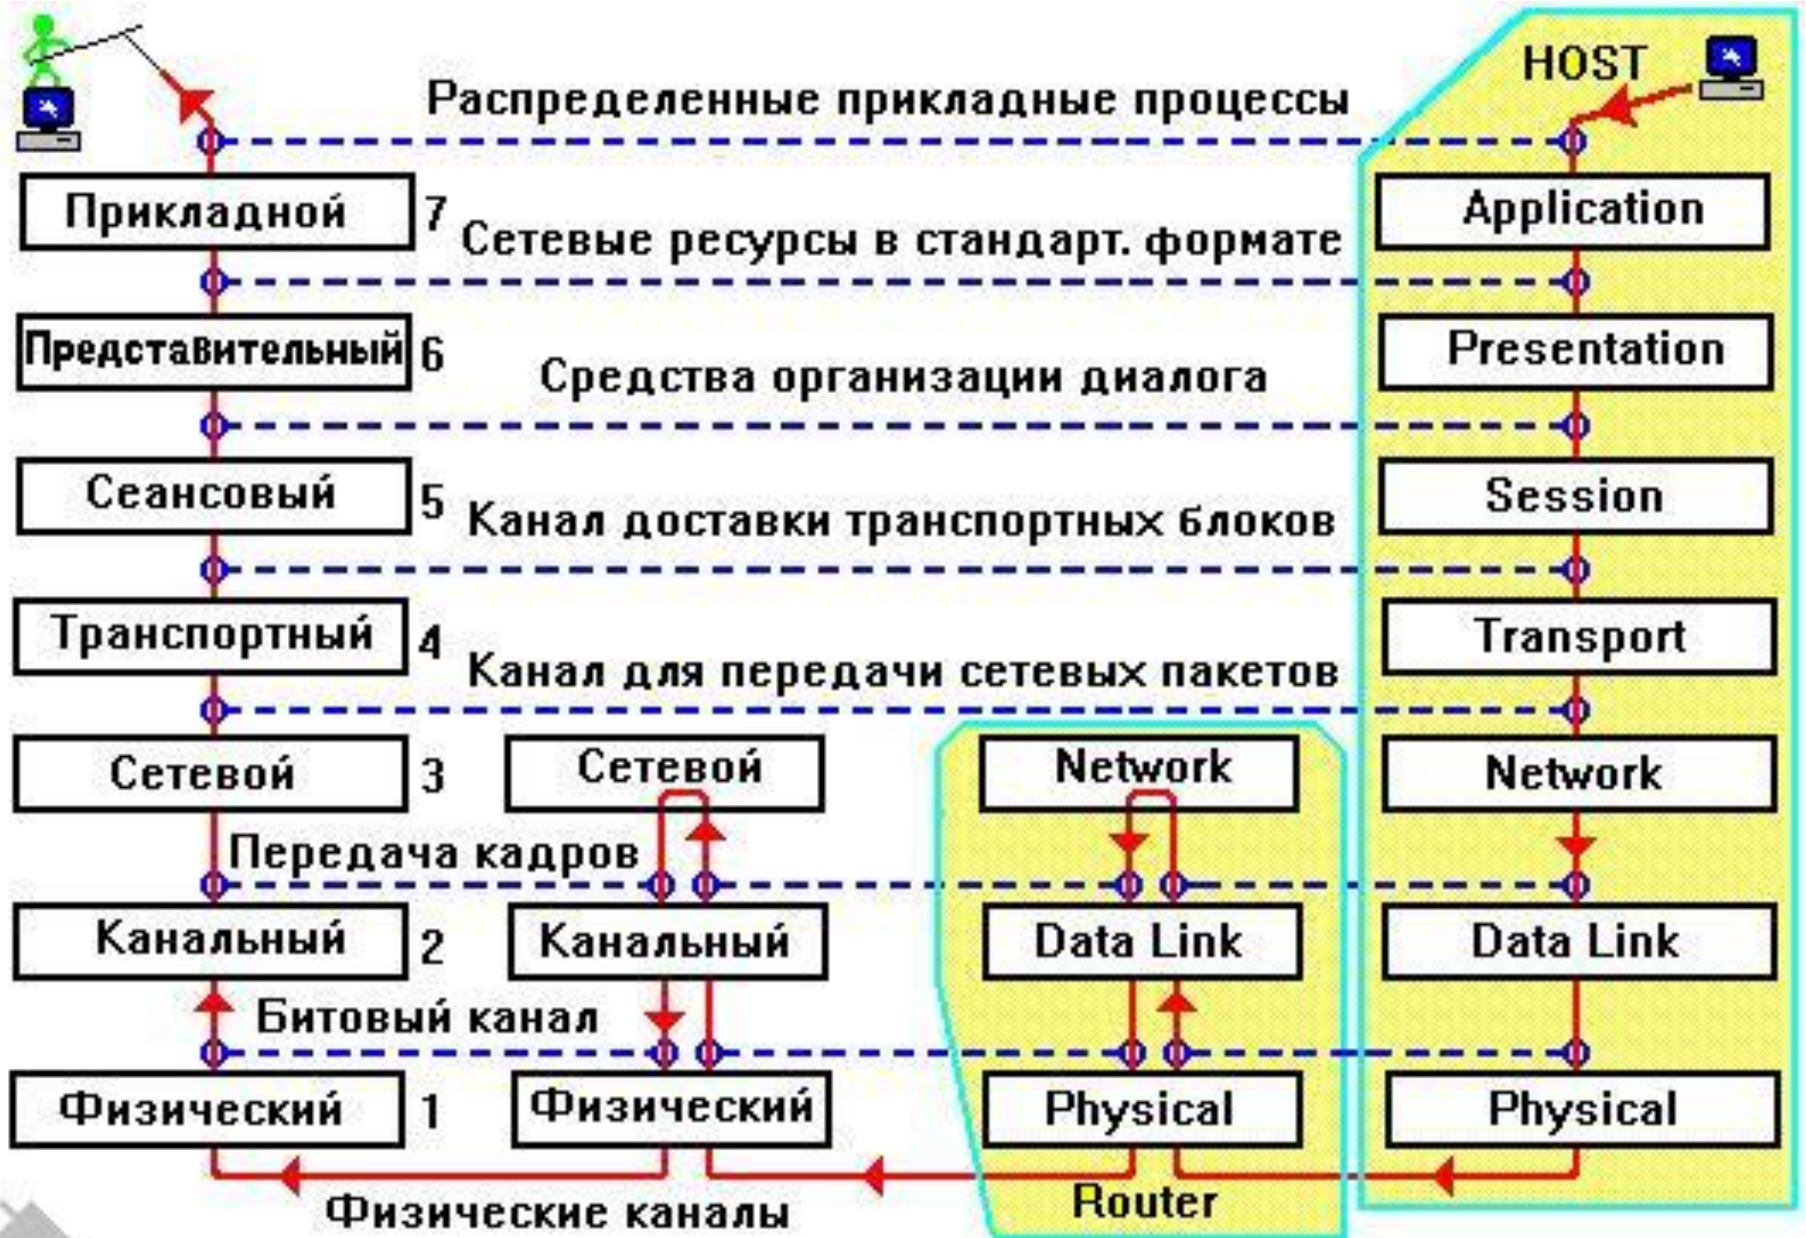 HOST
Распределенные прикладные процессы
Прикладной 7
Application
Сетевые ресурсы в стандарт. формате
Представительный 6
Presentation
Средства организации диалога
Сеансовый 5
Session
Канал доставки транспортных блоков
Транспортный 4
Transport
Канал для передачи сетевых пакетов
Сетевой 3
Сетевой
Network
Network
Передача кадров
Канальный 2
Канальный
Data Link
Data Link
Битовый канал
Физический 1
Физический
Physical
Physical
Физические каналы
Router